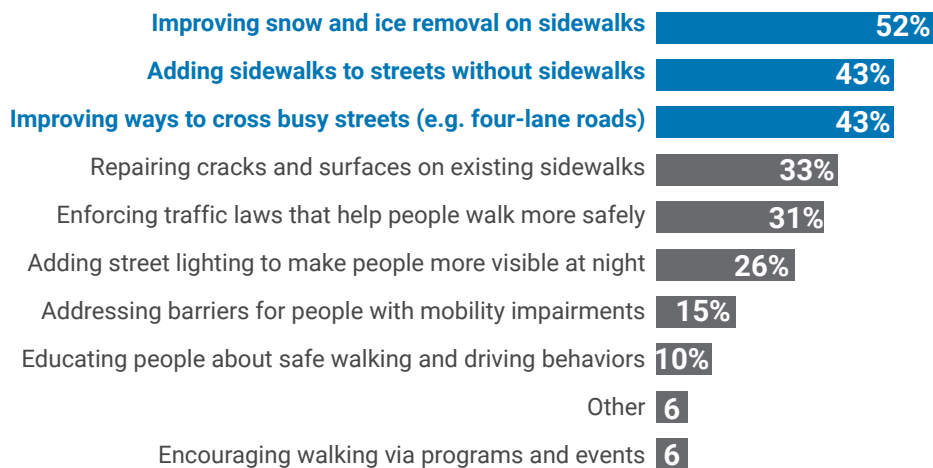 Improving snow and ice removal on sidewalks 52%
Adding sidewalks to streets without sidewalks 43%
Improving ways to cross busy streets (e.g. four-lane roads) 43%
Repairing cracks and surfaces on existing sidewalks 33%
Enforcing traffic laws that help people walk more safely 31%
Adding street lighting to make people more visible at night 26%
Addressing barriers for people with mobility impairments 15%
Educating people about safe walking and driving behaviors 10%
Other 6
Encouraging walking via programs and events 6